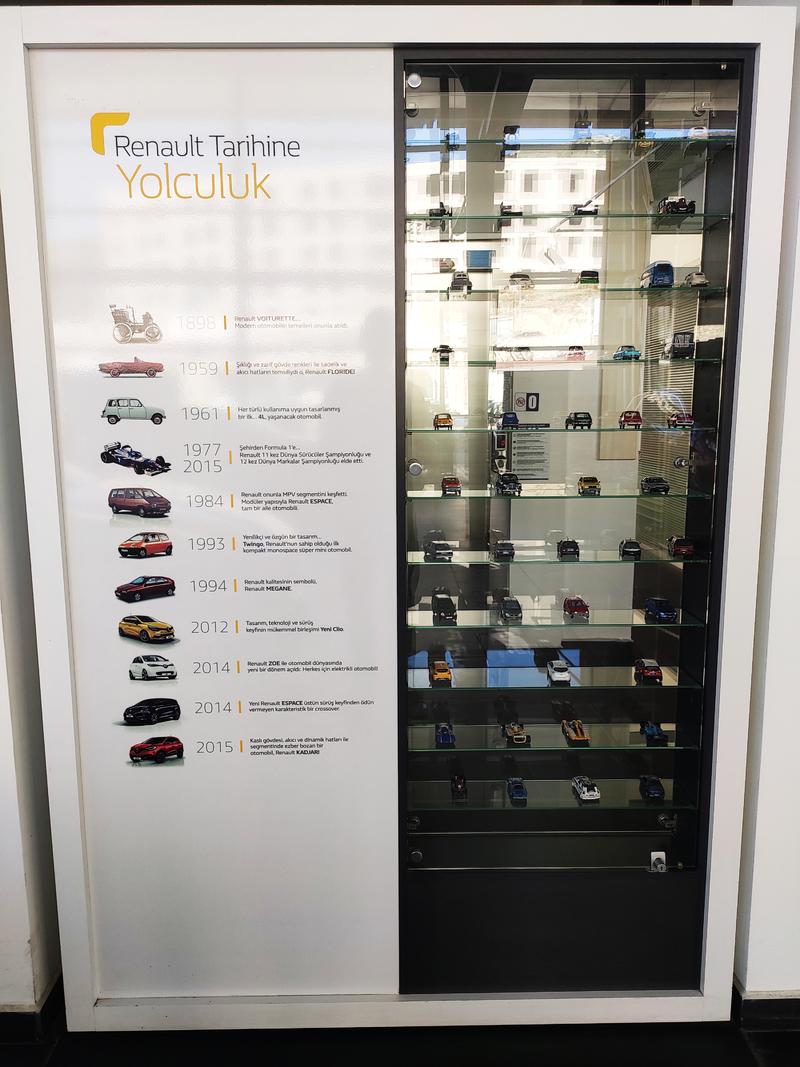 Renault Tarihine
Yolculuk
1898
Renault VOITURETTE...
Modern otomobilin temelleri onunla atıldı.
1959
Şıklığı ve zarif gövde renkleri ile sadelik ve
akıcı hatların temsiliydi o, Renault FLORIDE!
1961
Her türlü kullanıma uygun tasarlanmış
bir ilk... 4L, yaşanacak otomobil.
1977
2015
Şehirden Formula 1'e...
Renault 11 kez Dünya Sürücüler Şampiyonluğu ve
12 kez Dünya Markalar Şampiyonluğu elde etti.
1984
Renault onunla MPV segmentini keşfetti.
Modüler yapısıyla Renault ESPACE,
tam bir aile otomobili.
1993
Yenilikçi ve özgün bir tasarım...
Twingo, Renault'nun sahip olduğu ilk
kompakt monospace süper mini otomobil.
1994
Renault kalitesinin sembolü,
Renault MEGANE.
2012
Tasarım, teknoloji ve sürüş
keyfinin mükemmel birleşimi Yeni Clio.
2014
Renault ZOE ile otomobil dünyasında
yeni bir dönem açıldı: Herkes için elektrikli otomobil!
2014
Yeni Renault ESPACE üstün sürüş keyfinden ödün
vermeyen karakteristik bir crossover.
2015
Kaslı gövdesi, akıcı ve dinamik hatları ile
segmentinde ezber bozan bir
otomobil, Renault KADJAR!